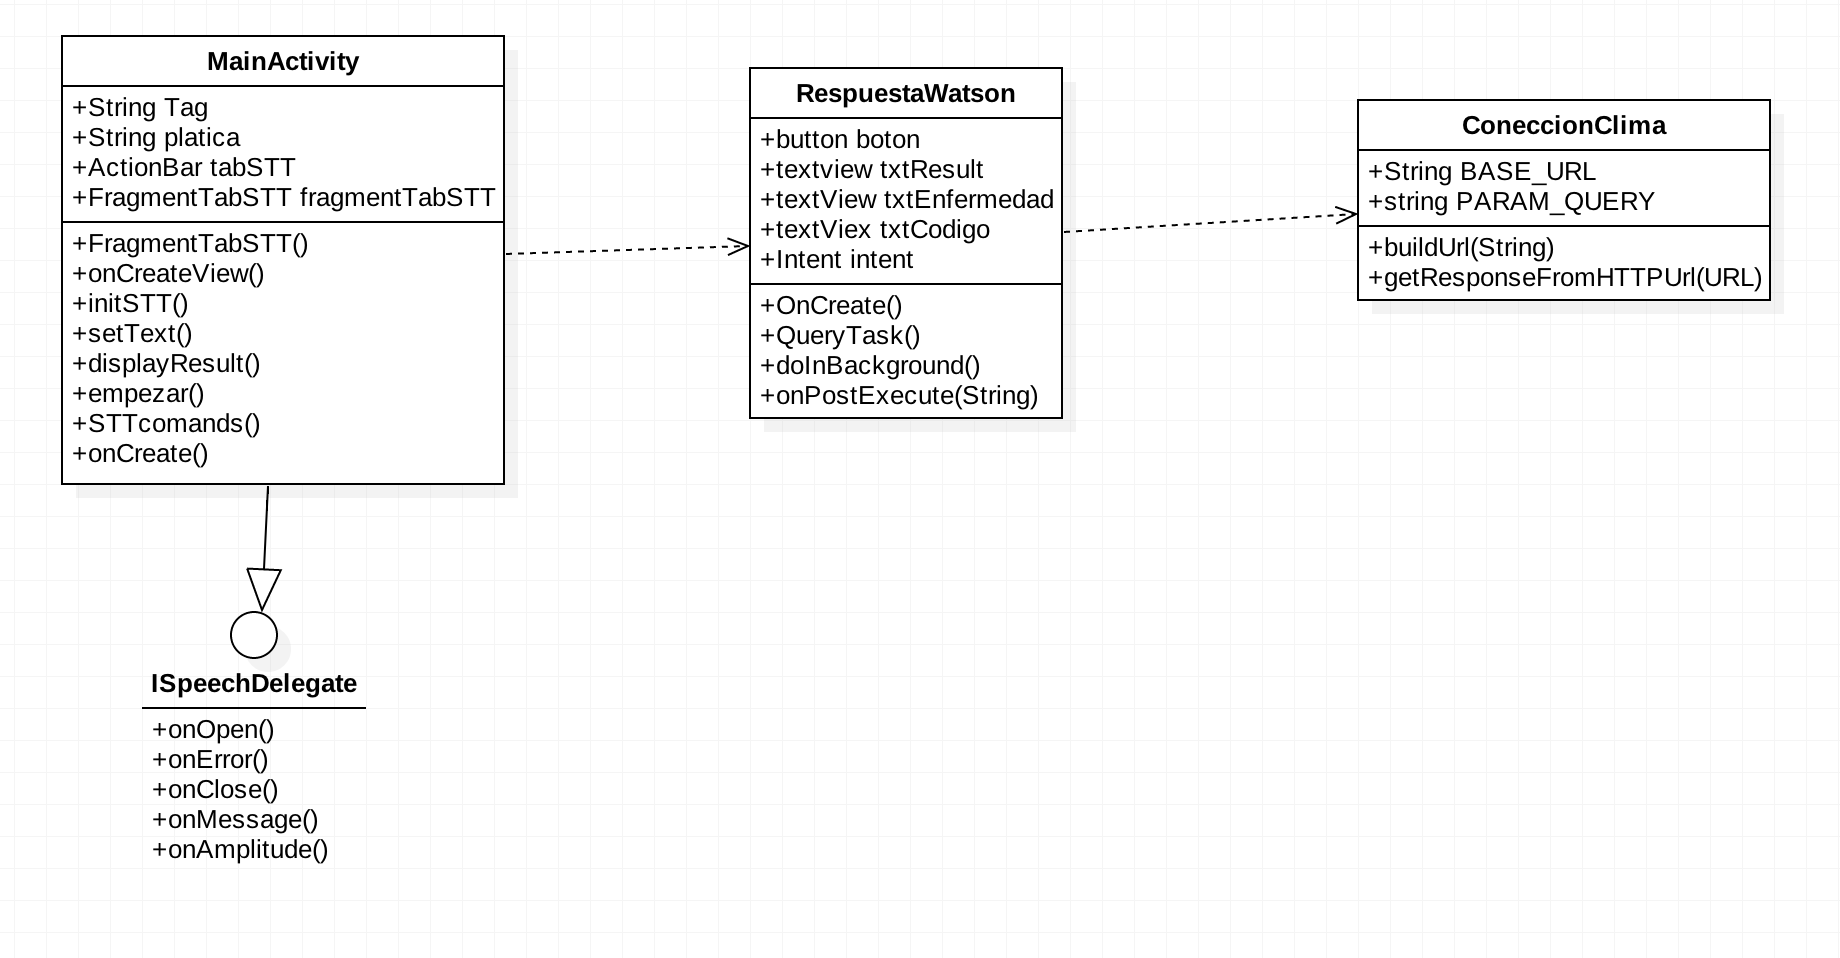 MainActivity
+String Tag
+String platica
+ActionBar tabSTT
+FragmentTabSTT fragmentTabSTT
+FragmentTabSTT()
+onCreateView()
+initSTT()
+setText()
+displayResult()
+empezar()
+STTcomands()
+onCreate()
RespuestaWatson
+button boton
+textview txtResult
+textView txtEnfermedad
+textViex txtCodigo
+Intent intent
+OnCreate()
+QueryTask()
+doInBackground()
+onPostExecute(String)
ConeccionClima
+String BASE_URL
+string PARAM_QUERY
+buildUrl(String)
+getResponseFromHTTPUrl(URL)
ISpeechDelegate
+onOpen()
+onError()
+onClose()
+onMessage()
+onAmplitude()